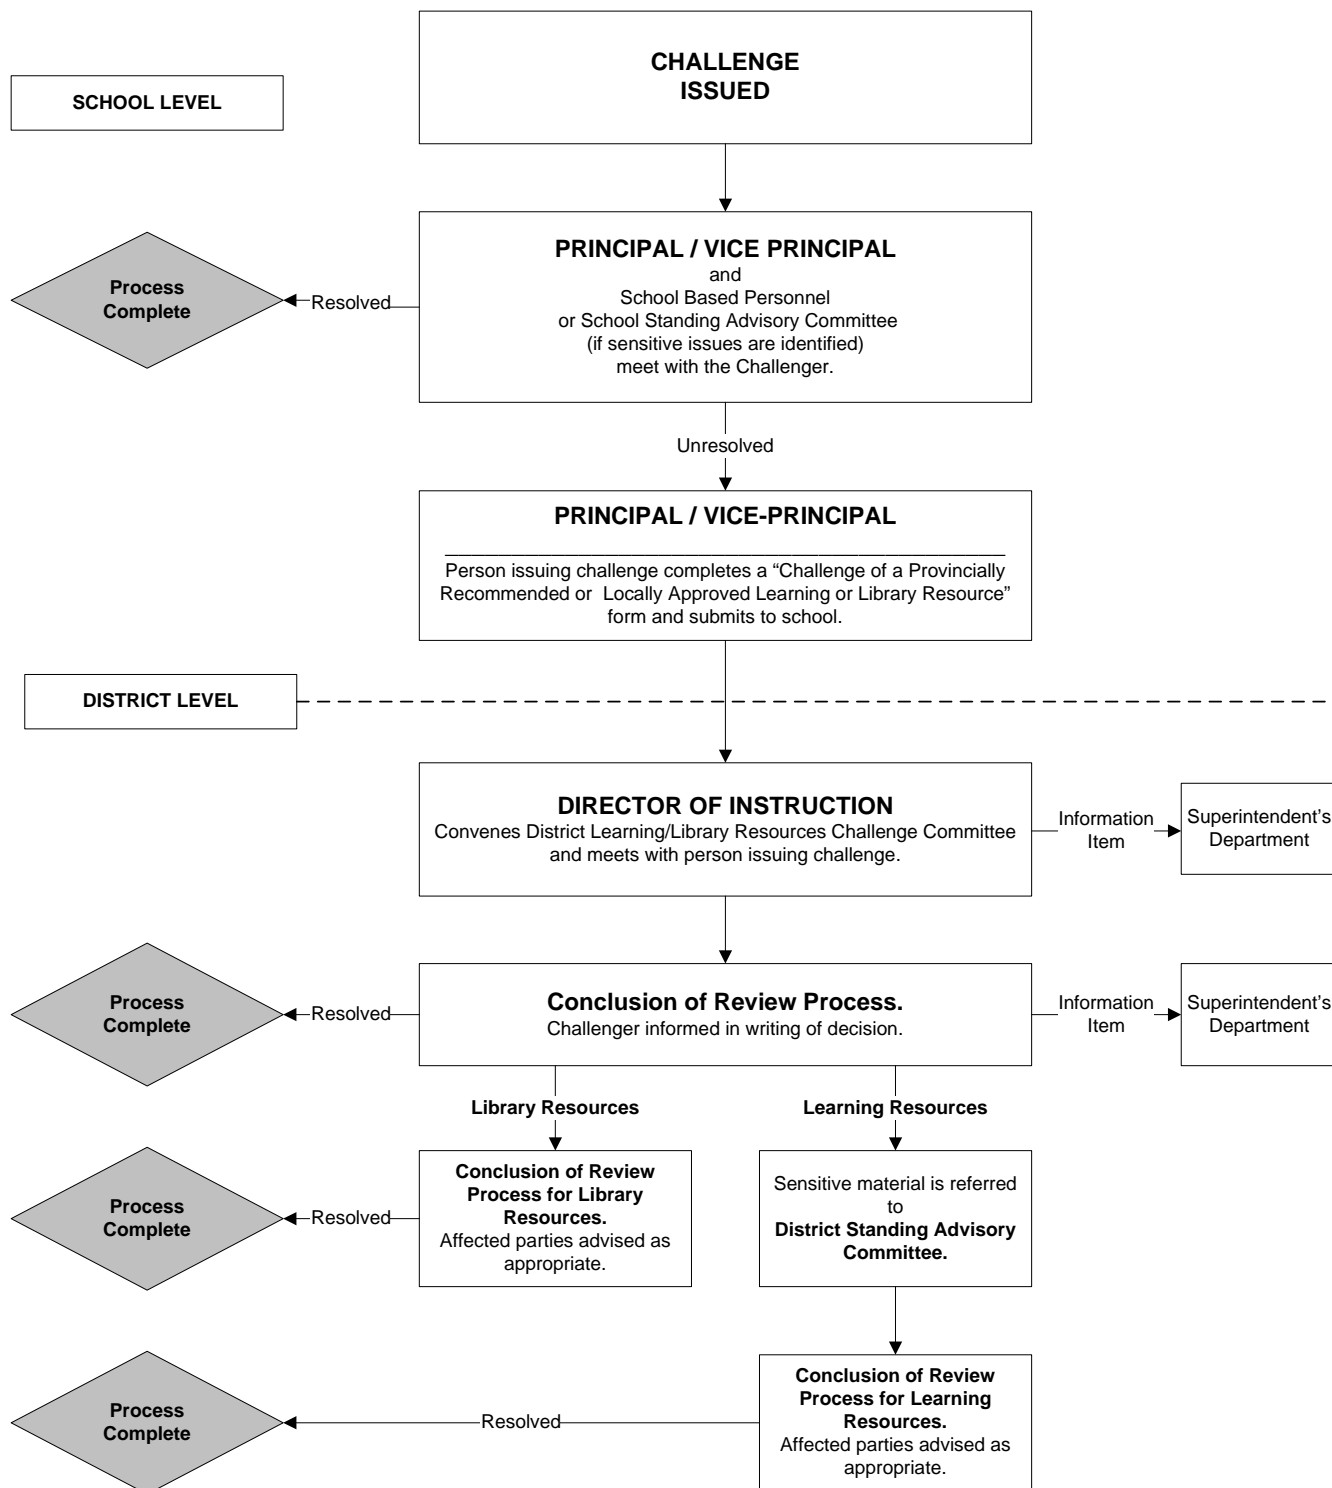 CHALLENGE
ISSUED
SCHOOL LEVEL
PRINCIPAL / VICE PRINCIPAL
and
School Based Personnel
or School Standing Advisory Committee
(if sensitive issues are identified)
meet with the Challenger.
Resolved
Process
Complete
Unresolved
PRINCIPAL / VICE-PRINCIPAL
Person issuing challenge completes a “Challenge of a Provincially
Recommended or Locally Approved Learning or Library Resource”
form and submits to school.
DISTRICT LEVEL
DIRECTOR OF INSTRUCTION
Convenes District Learning/Library Resources Challenge Committee
and meets with person issuing challenge.
Information
Item
Superintendent's
Department
Conclusion of Review Process.
Challenger informed in writing of decision.
Resolved
Process
Complete
Information
Item
Superintendent's
Department
Library Resources
Learning Resources
Conclusion of Review
Process for Library
Resources.
Affected parties advised as
appropriate.
Resolved
Process
Complete
Sensitive material is referred
to
District Standing Advisory
Committee.
Conclusion of Review
Process for Learning
Resources.
Affected parties advised as
appropriate.
Resolved
Process
Complete